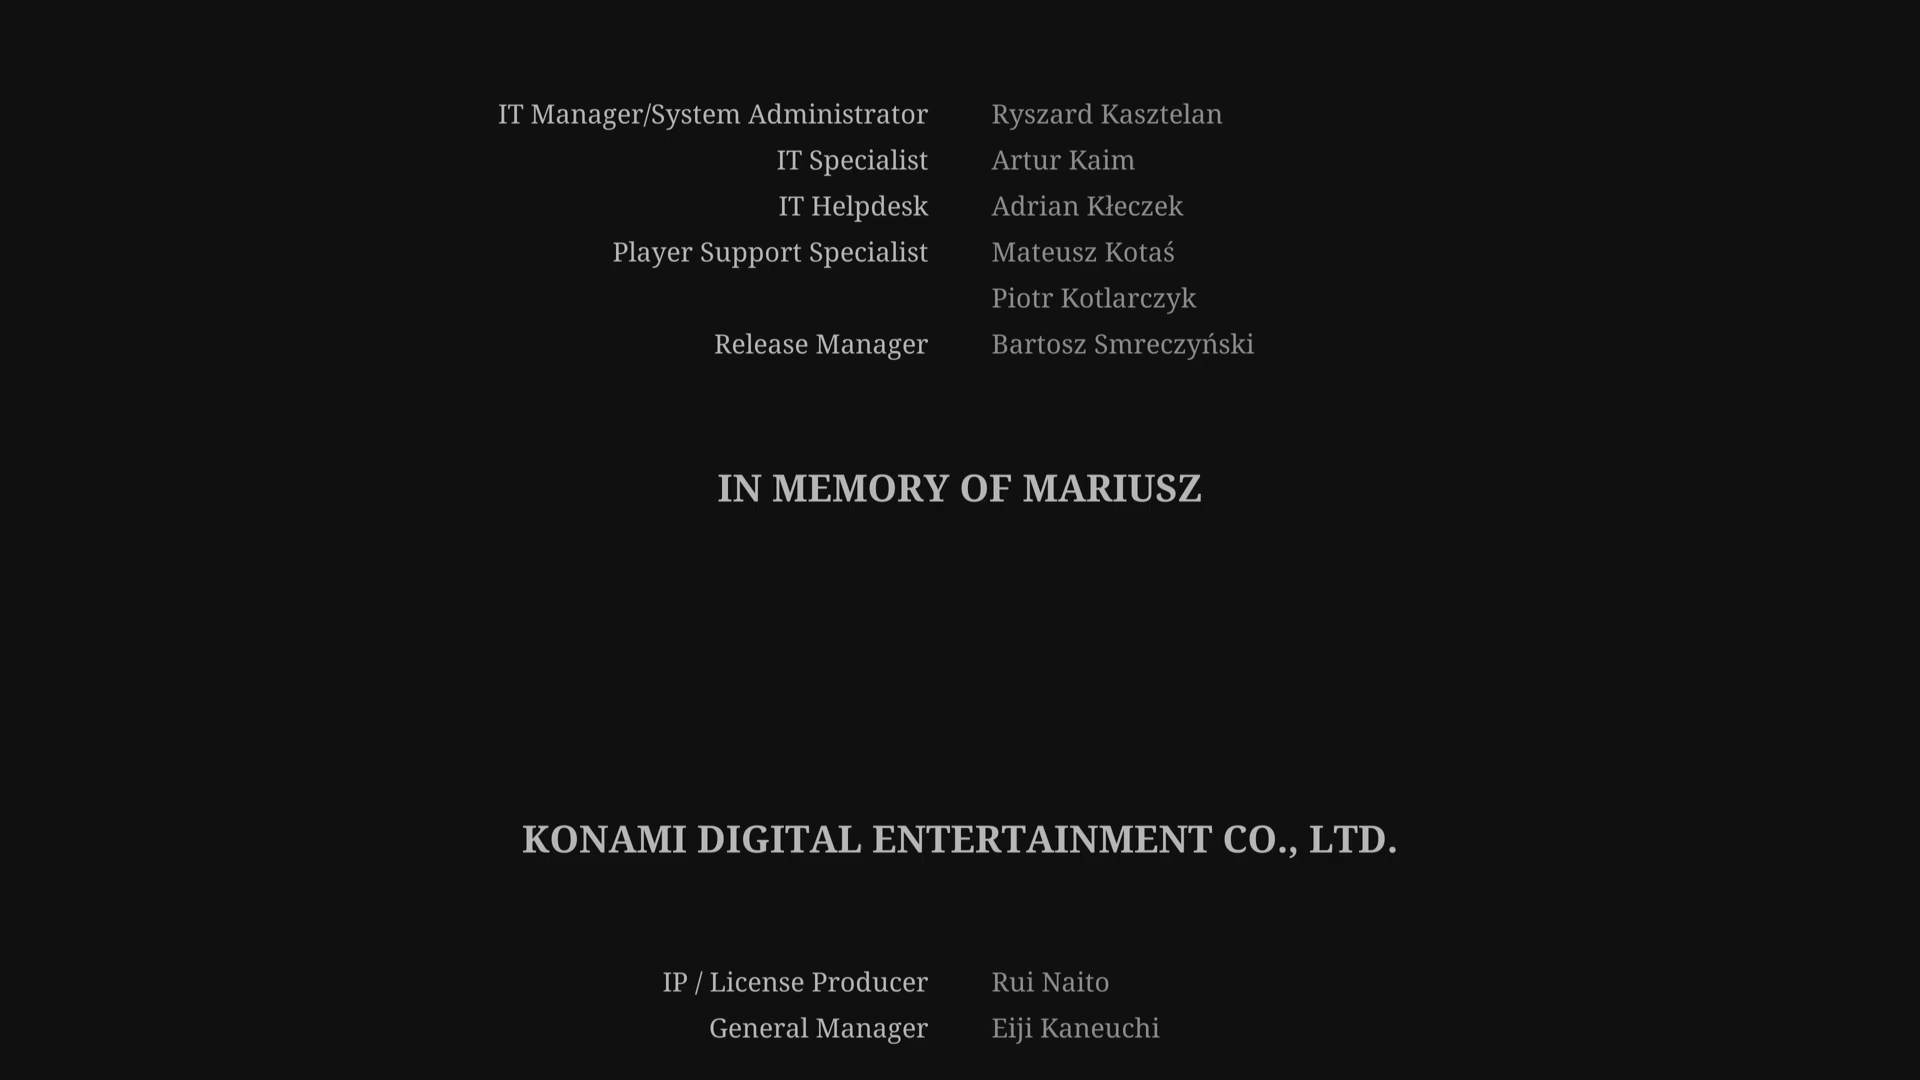 IT Manager/System Administrator Ryszard Kasztelan
IT Specialist Artur Kaim
IT Helpdesk Adrian Kłeczek
Player Support Specialist Mateusz Kotaś
Piotr Kotlarczyk
Release Manager Bartosz Smreczyński
IN MEMORY OF MARIUSZ
KONAMI DIGITAL ENTERTAINMENT CO., LTD.
IP / License Producer Rui Naito
General Manager Eiji Kaneuchi